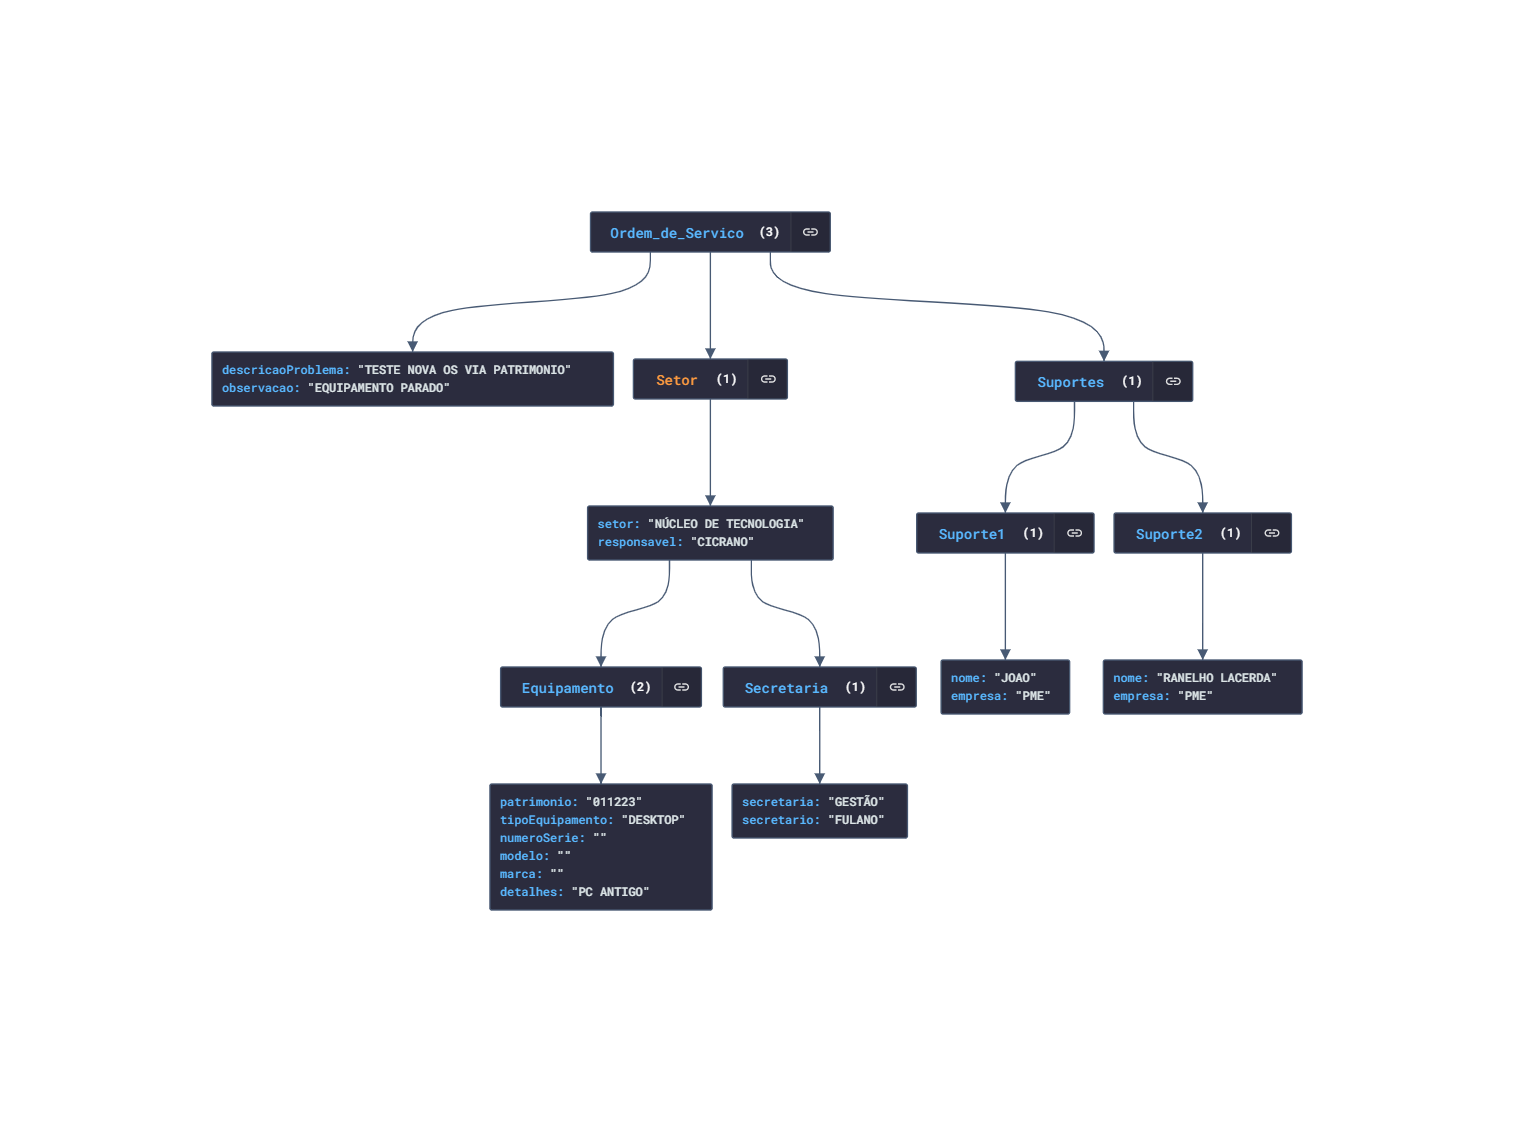 Ordem_de_Servico (3)
descricaoProblema: "TESTE NOVA OS VIA PATRIMONIO"
observacao: "EQUIPAMENTO PARADO"
Setor (1)
Suportes (1)
setor: "NÚCLEO DE TECNOLOGIA"
responsavel: "CICRANO"
Suporte1 (1)
Suporte2 (1)
Equipamento (2)
Secretaria (1)
nome: "JOAO"
empresa: "PME"
nome: "RANELHO LACERDA"
empresa: "PME"
patrimonio: "011223"
tipoEquipamento: "DESKTOP"
numeroSerie: ""
modelo: ""
marca: ""
detalhes: "PC ANTIGO"
secretaria: "GESTÃO"
secretario: "FULANO"